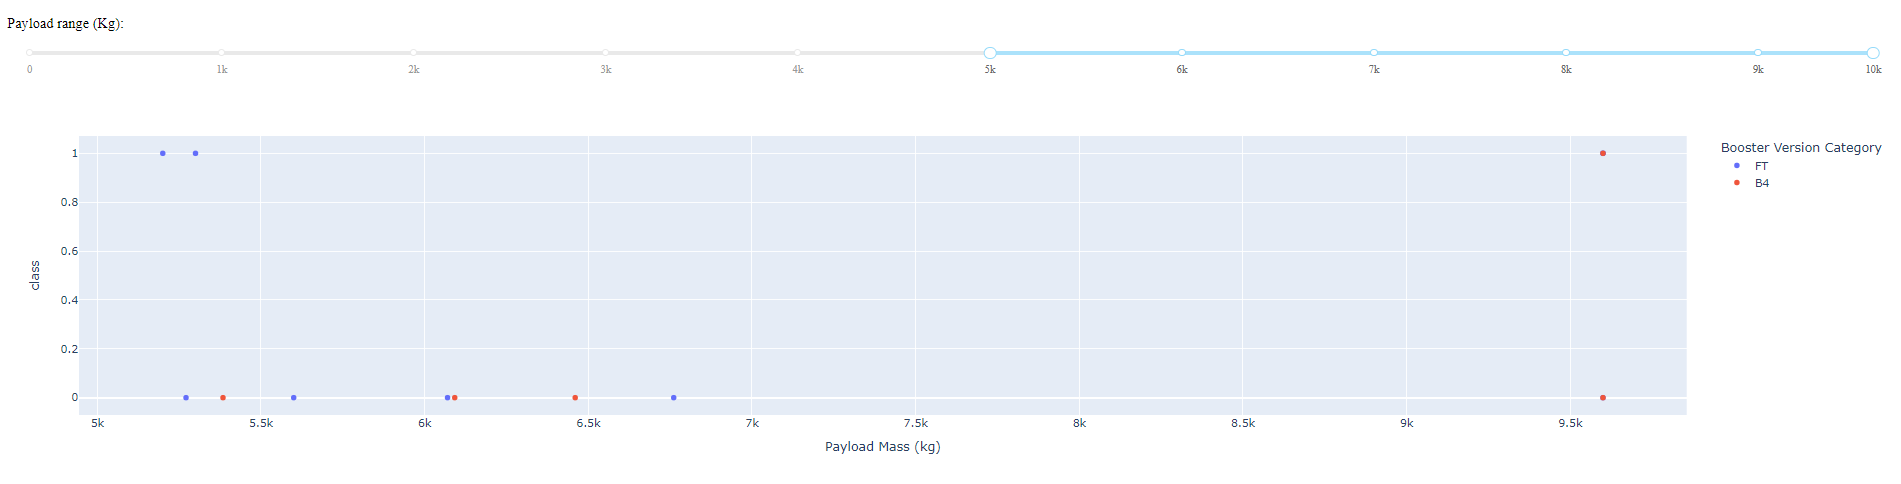 Payload range (Kg):
0 1k 2k 3k 4k 5k 6k 7k 8k 9k 10k
Booster Version Category
FT
B4
1
0.8
0.6
0.4
0.2
0
class
5k 5.5k 6k 6.5k 7k 7.5k 8k 8.5k 9k 9.5k
Payload Mass (kg)